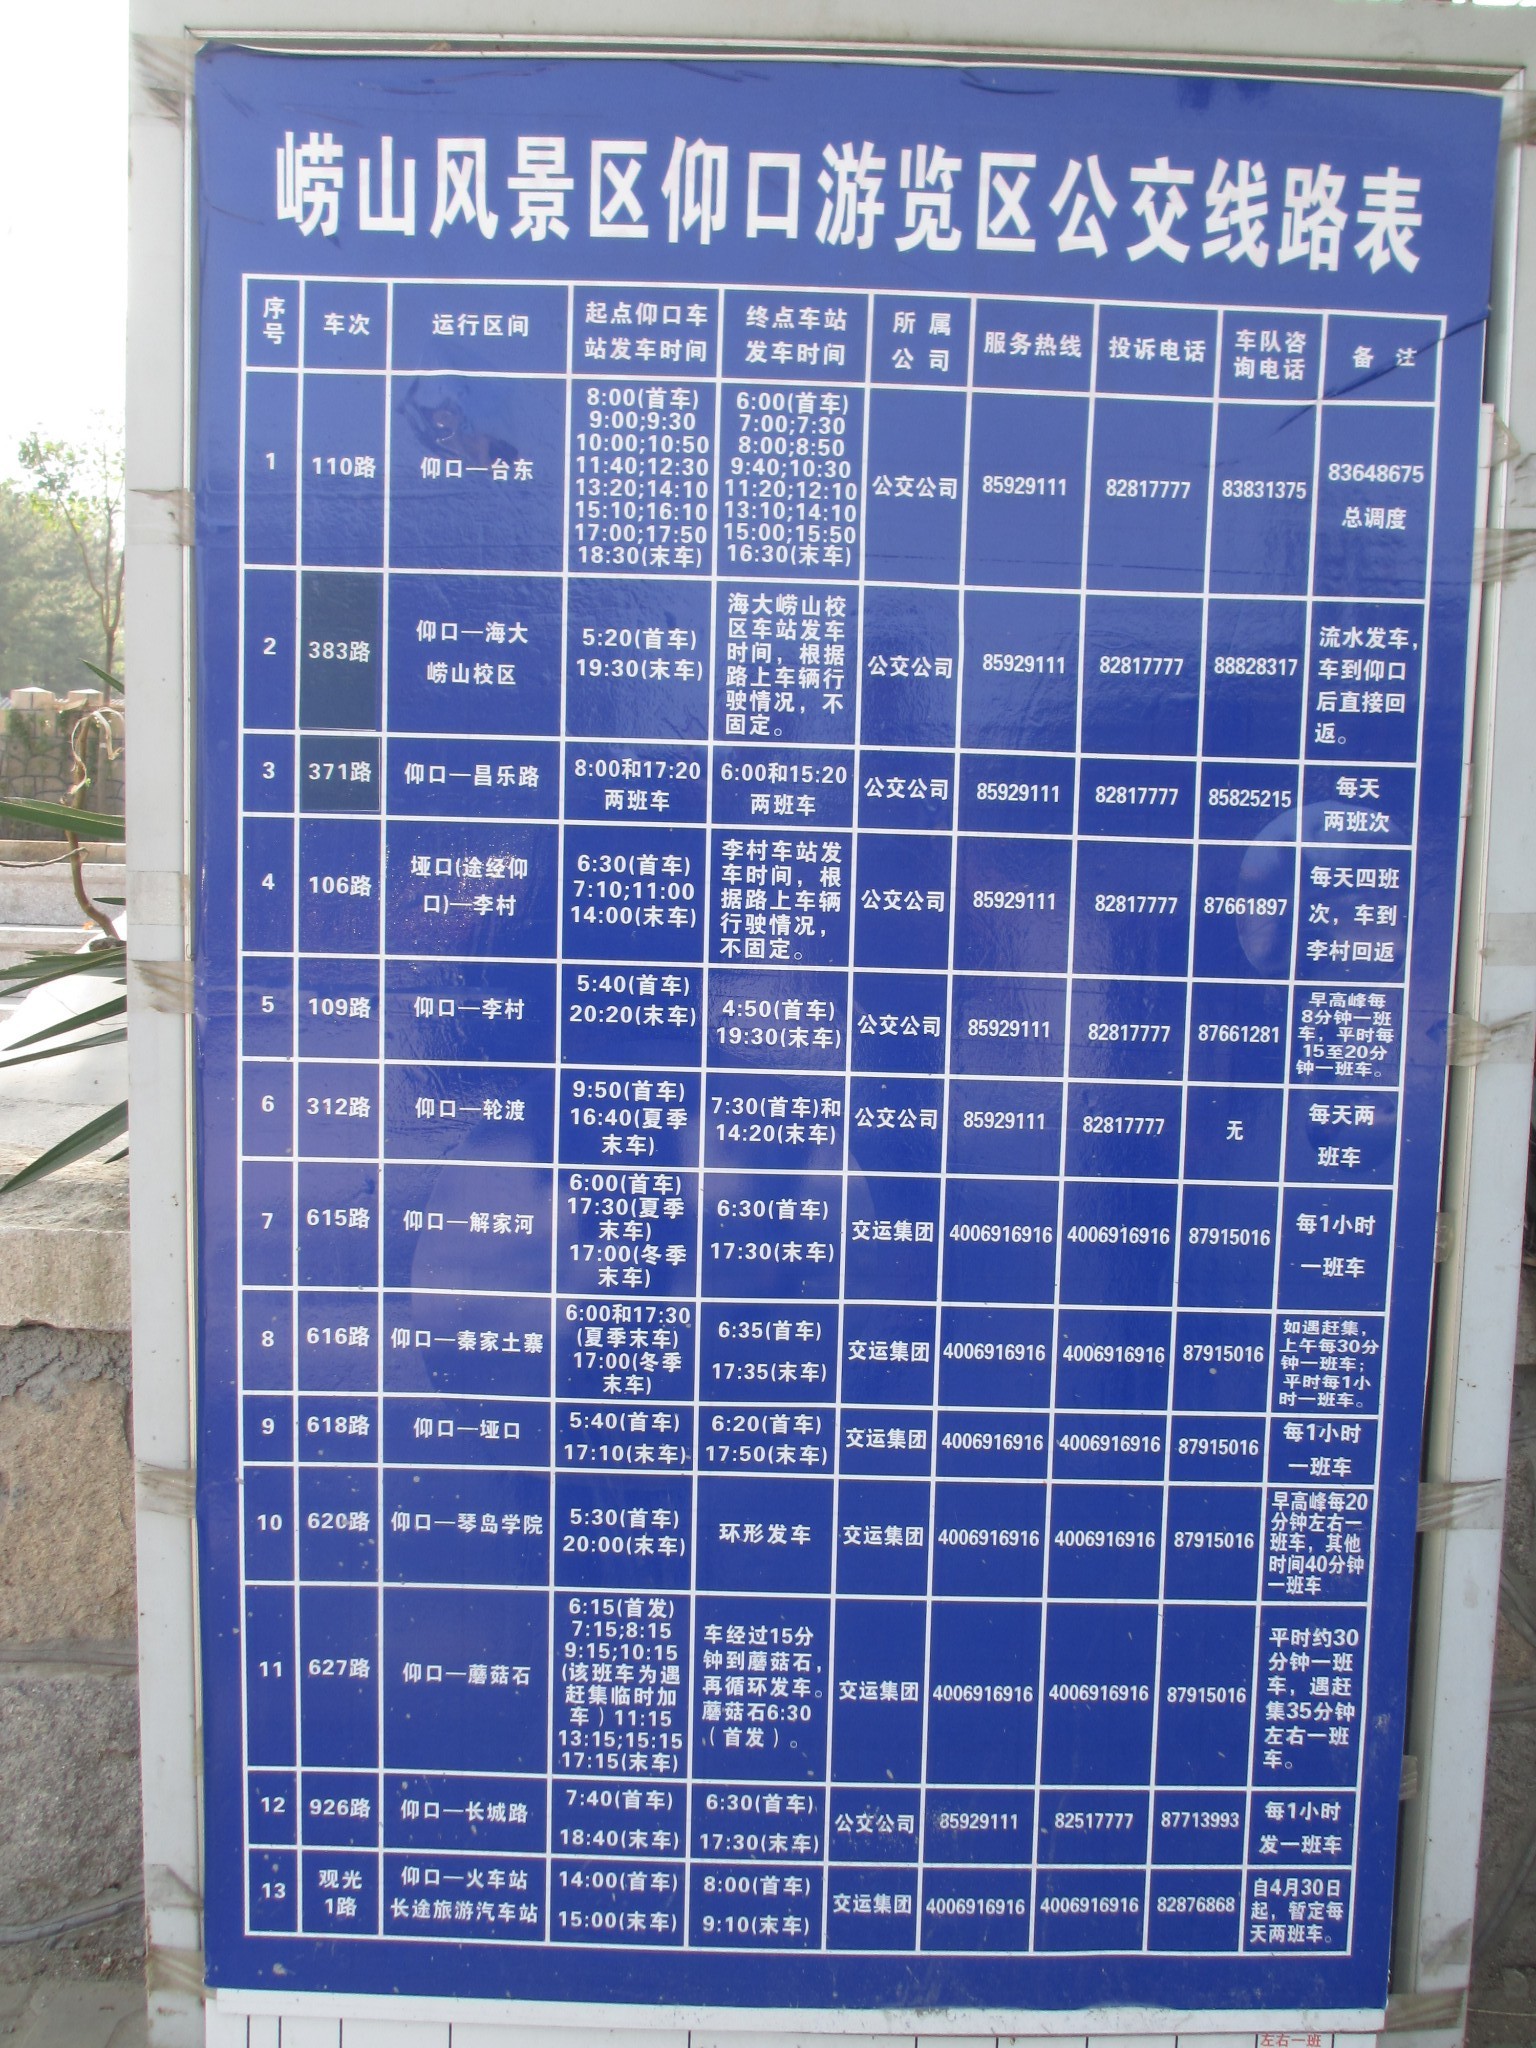 崂山风景区仰口游览区公交线路表
序号 车次 运行区间 起点仰口车站发车时间 终点车站发车时间 所属公司 服务热线 投诉电话 车队咨询电话 备注
1 110路 仰口—台东
8:00(首车)
9:00;9:30
10:00;10:50
11:40;12:30
13:20;14:10
15:10;16:10
17:00;17:50
18:30(末车)
6:00(首车)
7:00;7:30
8:00;8:50
9:40;10:30
11:20;12:10
13:10;14:10
15:00;15:50
16:30(末车)
公交公司 85929111 82817777 83831375
83648675
总调度
2 383路
仰口—海大
崂山校区
5:20(首车)
19:30(末车)
海大崂山校
区车站发车
时间，根据
路上车辆行
驶情况，不
固定。
公交公司 85929111 82817777 88828317
流水发车，
车到仰口
后直接回
返。
3 371路 仰口—昌乐路
8:00和17:20
两班车
6:00和15:20
两班车
公交公司 85929111 82817777 85825215
每天
两班次
4 106路
垭口(途经仰
口)—李村
6:30(首车)
7:10;11:00
14:00(末车)
李村车站发
车时间，根
据路上车辆
行驶情况，
不固定。
公交公司 85929111 82817777 87661897
每天四班
次，车到
李村回返
5 109路 仰口—李村
5:40(首车)
20:20(末车)
4:50(首车)
19:30(末车)
公交公司 85929111 82817777 87661281
早高峰每
8分钟一班
车，平时每
15至20分
钟一班车。
6 312路 仰口—轮渡
9:50(首车)
16:40(夏季
末车)
7:30(首车)和
14:20(末车)
公交公司 85929111 82817777 无
每天两
班车
7 615路 仰口—解家河
6:00(首车)
17:30(夏季
末车)
17:00(冬季
末车)
6:30(首车)
17:30(末车)
交运集团 4006916916 4006916916 87915016
每1小时
一班车
8 616路 仰口—秦家土寨
6:00和17:30
(夏季末车)
17:00(冬季
末车)
6:35(首车)
17:35(末车)
交运集团 4006916916 4006916916 87915016
如遇赶集，
上午每30分
钟一班车；
平时每1小
时一班车。
9 618路 仰口—垭口
5:40(首车)
17:10(末车)
6:20(首车)
17:50(末车)
交运集团 4006916916 4006916916 87915016
每1小时
一班车
10 620路 仰口—琴岛学院
5:30(首车)
20:00(末车)
环形发车
交运集团 4006916916 4006916916 87915016
早高峰每20
分钟左右一
班车，其他
时间40分钟
一班车
11 627路 仰口—蘑菇石
6:15(首发)
7:15;8:15
9:15;10:15
(该班车为遇
赶集临时加
车）11:15
13:15;15:15
17:15(末车)
车经过15分
钟到蘑菇石，
再循环发车。
蘑菇石6:30
（首发）。
交运集团 4006916916 4006916916 87915016
平时约30
分钟一班
车，遇赶
集35分钟
左右一班
车。
12 926路 仰口—长城路
7:40(首车)
18:40(末车)
6:30(首车)
17:30(末车)
公交公司 85929111 82517777 87713993
每1小时
发一班车
13
观光
1路
仰口—火车站
长途旅游汽车站
14:00(首车)
15:00(末车)
8:00(首车)
9:10(末车)
交运集团 4006916916 4006916916 82876868
自4月30日
起，暂定每
天两班车。
左右一班